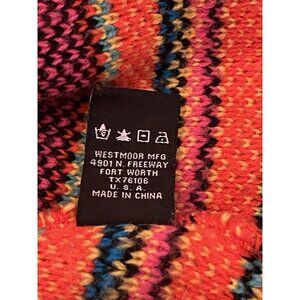 WESTMOOR MFG
4901 N. FREEWAY
FORT WORTH
TX76106
U. S. A.
MADE IN CHINA